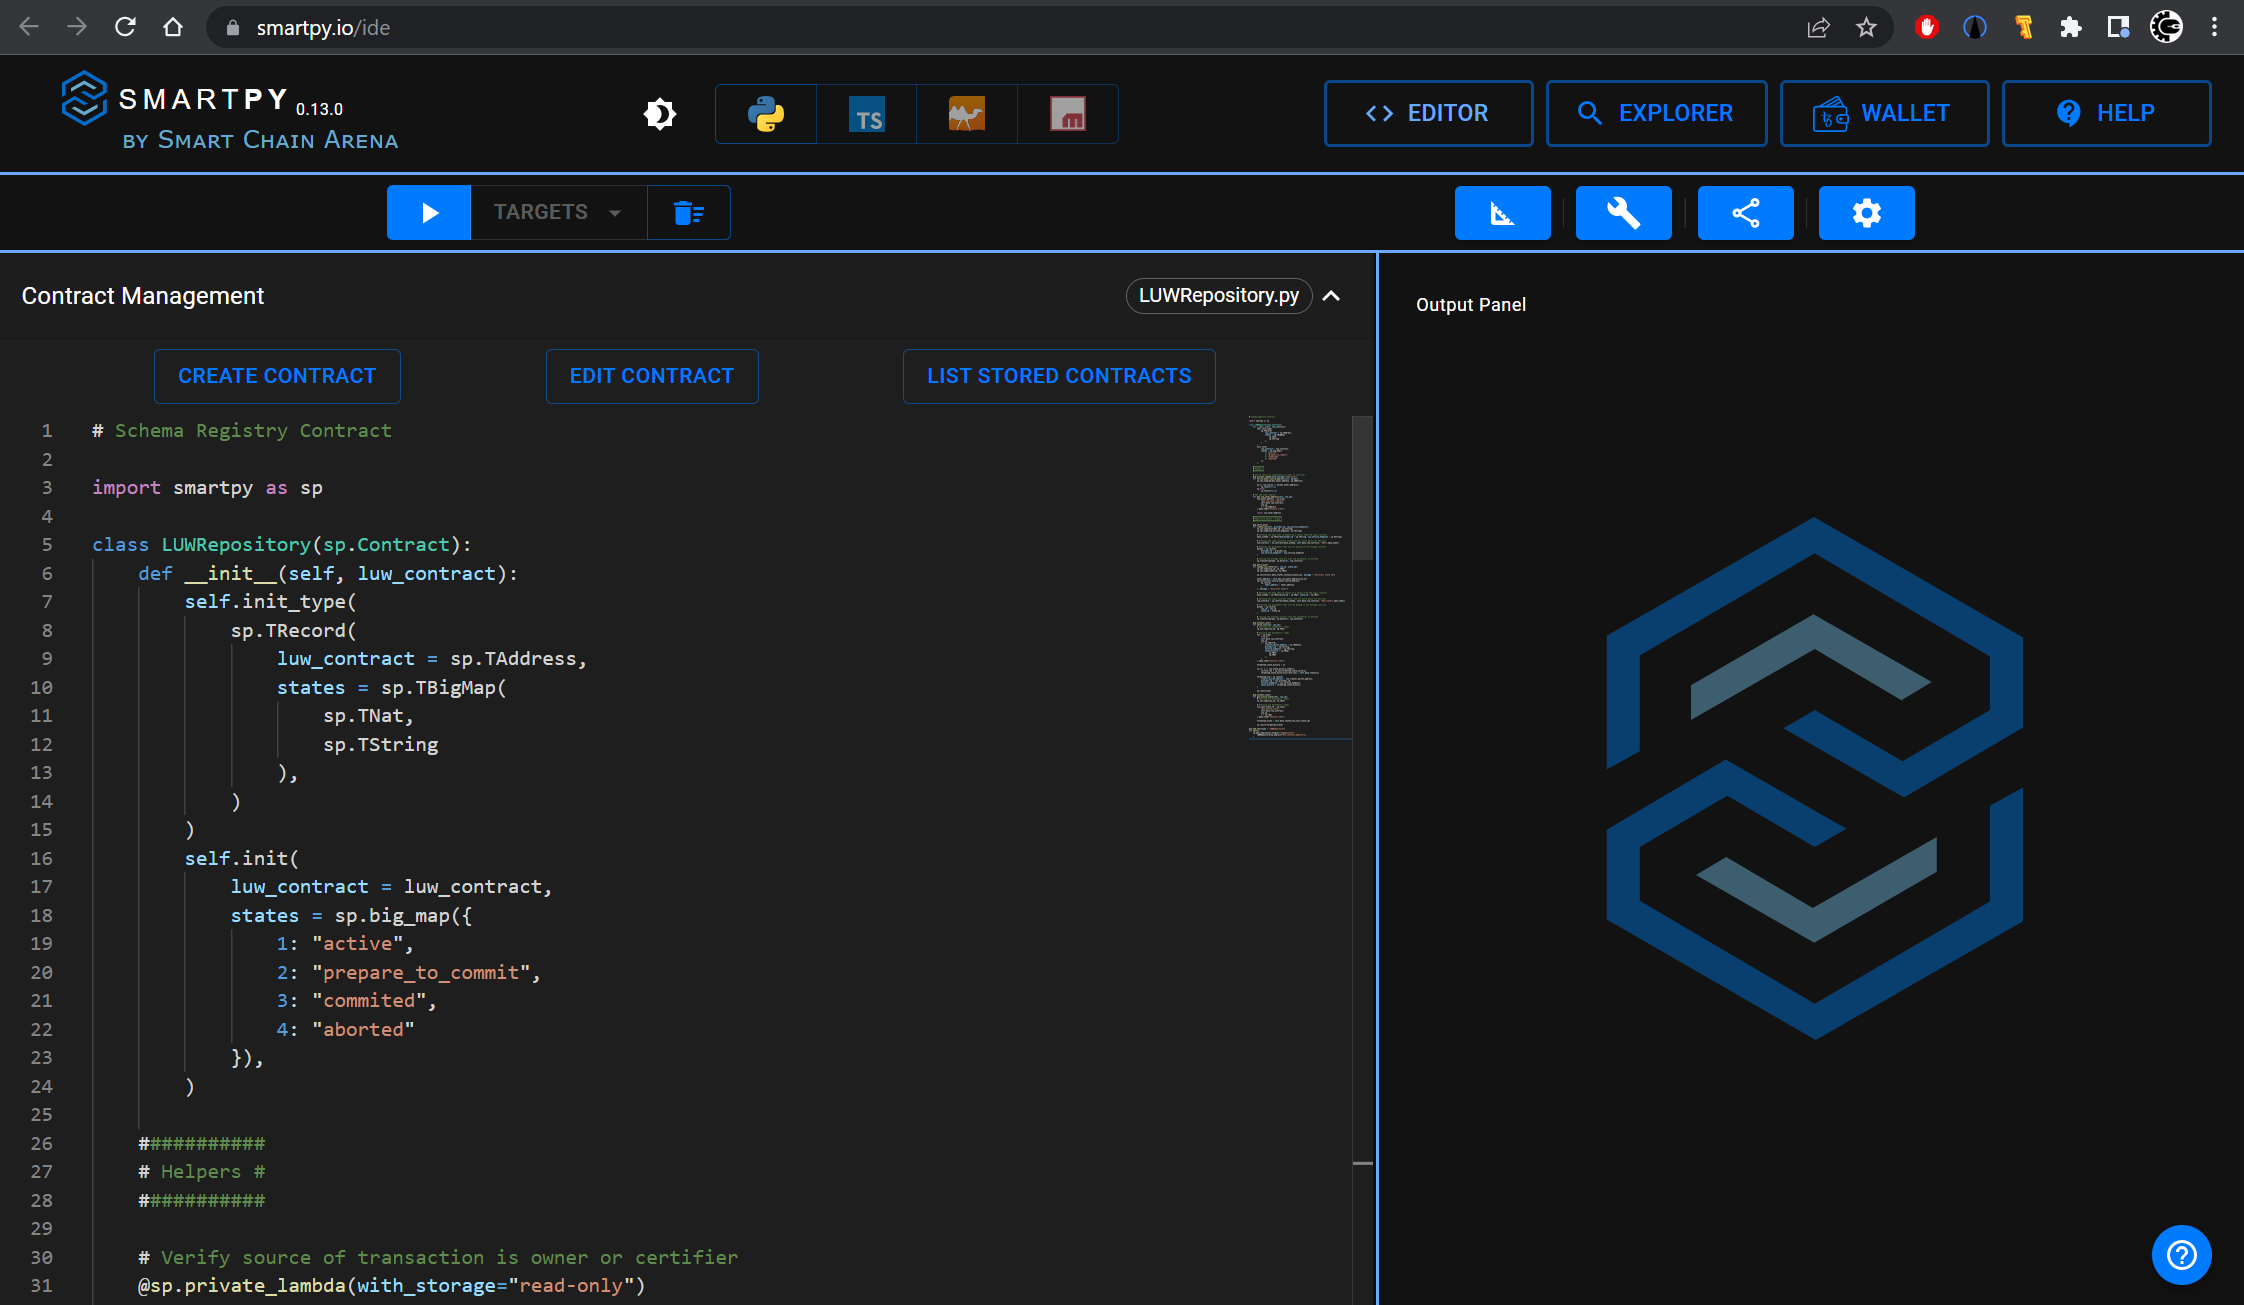 smartpy.io/ide
SMARTPY 0.13.0
BY SMART CHAIN ARENA
TS
EDITOR
EXPLORER
WALLET
HELP
TARGETS
Contract Management
LUWRepository.py
Output Panel
CREATE CONTRACT
EDIT CONTRACT
LIST STORED CONTRACTS
1 # Schema Registry Contract
2
3 import smartpy as sp
4
5 class LUWRepository(sp.Contract):
6 def __init__(self, luw_contract):
7 self.init_type(
8 sp.TRecord(
9 luw_contract = sp.TAddress,
10 states = sp.TBigMap(
11 sp.TNat,
12 sp.TString
13 ),
14 )
15 )
16 self.init(
17 luw_contract = luw_contract,
18 states = sp.big_map({
19 1: "active",
20 2: "prepare_to_commit",
21 3: "commited",
22 4: "aborted"
23 }),
24 )
25
26 ###########
27 # Helpers #
28 ###########
29
30 # Verify source of transaction is owner or certifier
31 @sp.private_lambda(with_storage="read-only")